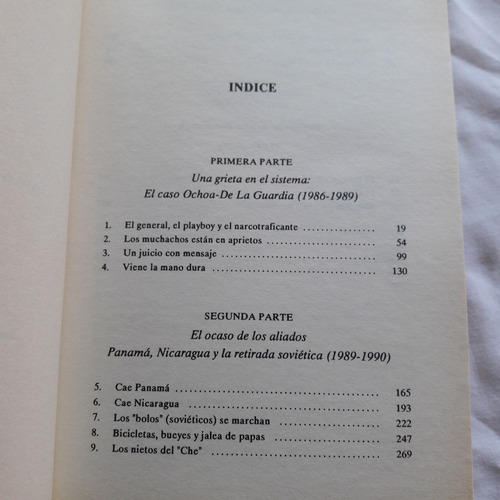 INDICE
PRIMERA PARTE
Una grieta en el sistema:
El caso Ochoa-De La Guardia (1986-1989)
1. El general, el playboy y el narcotraficante .................... 19
2. Los muchachos están en aprietos .................... 54
3. Un juicio con mensaje .................... 99
4. Viene la mano dura .................... 130
SEGUNDA PARTE
El ocaso de los aliados
Panamá, Nicaragua y la retirada soviética (1989-1990)
5. Cae Panamá .................... 165
6. Cae Nicaragua .................... 193
7. Los "bolos" (soviéticos) se marchan .................... 222
8. Bicicletas, bueyes y jalea de papas .................... 247
9. Los nietos del "Che" .................... 269